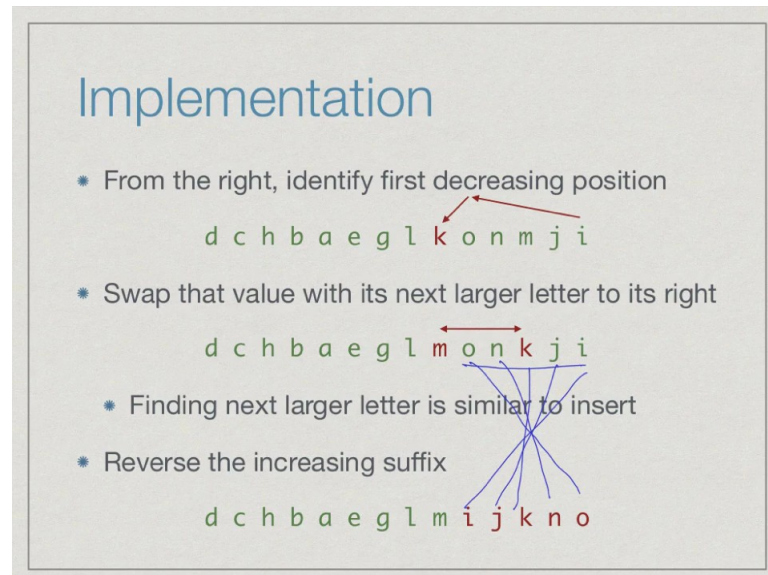 Implementation
From the right, identify first decreasing position
d c h b a e g l k o n m j i
Swap that value with its next larger letter to its right
d c h b a e g l m o n k j i
Finding next larger letter is similar to insert
Reverse the increasing suffix
d c h b a e g l m i j k n o